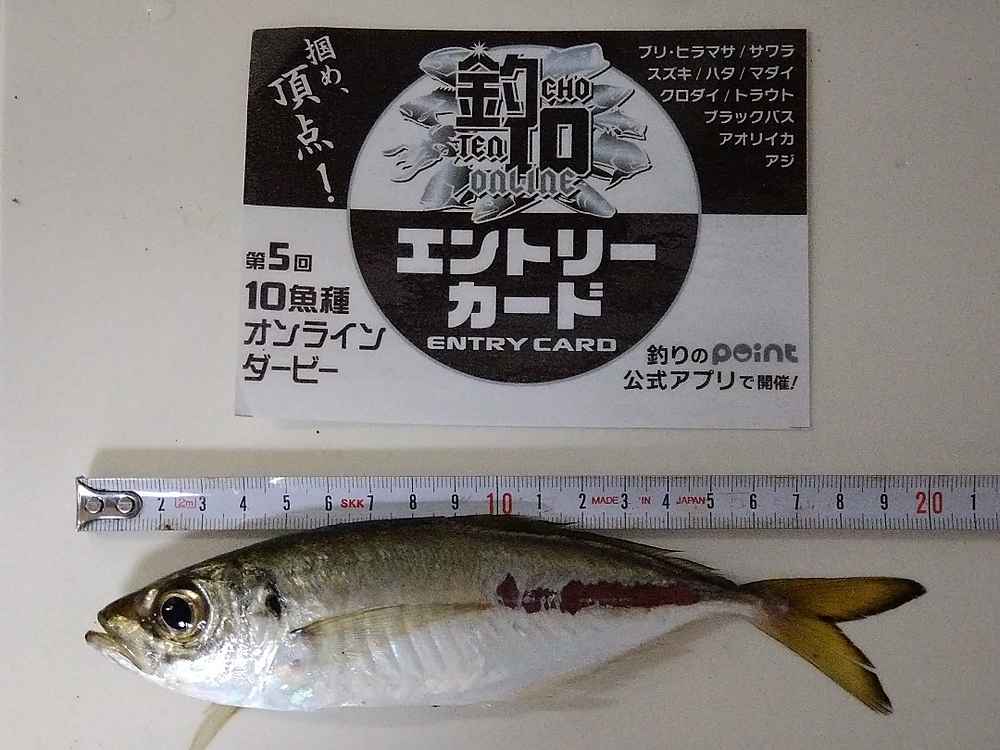 掴め、
頂点!
釣 CHO
TEN 召
ONLINE
ブリ・ヒラマサ/サワラ
スズキ/ハタ/マダイ
クロダイ/トラウト
ブラックバス
アオリイカ
アジ
エントリー
カード
ENTRY CARD
第5回
10魚種
オンライン
ダービー
釣りのpoint
公式アプリで開催!
2 2m 3 4 5 6 SKK 7 8 9 10 1 2 MADE 3 IN 4 JAPAN 5 6 7 8 9 20 1